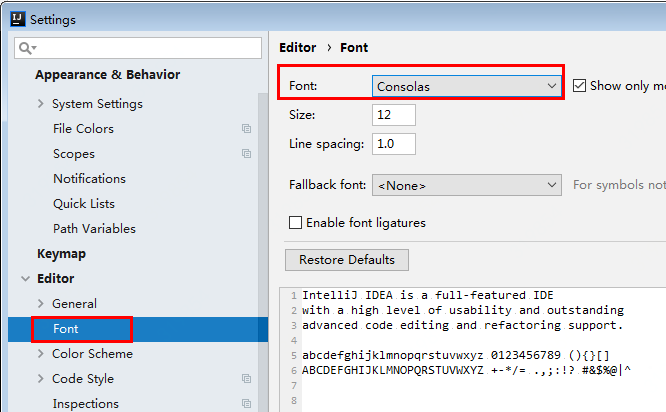 IJ Settings
Appearance & Behavior
System Settings
File Colors
Scopes
Notifications
Quick Lists
Path Variables
Keymap
Editor
General
Font
Color Scheme
Code Style
Inspections
Editor › Font
Font: Consolas Show only mo
Size: 12
Line spacing: 1.0
Fallback font: <None> For symbols not
Enable font ligatures
Restore Defaults
1 IntelliJ IDEA is a full-featured IDE
2 with a high level of usability and outstanding
3 advanced code editing and refactoring support.
4
5 abcdefghijklmnopqrstuvwxyz 0123456789 (){}[]
6 ABCDEFGHIJKLMNOPQRSTUVWXYZ +-*/= .,;:!? #&$%@|^
7
8
9
10